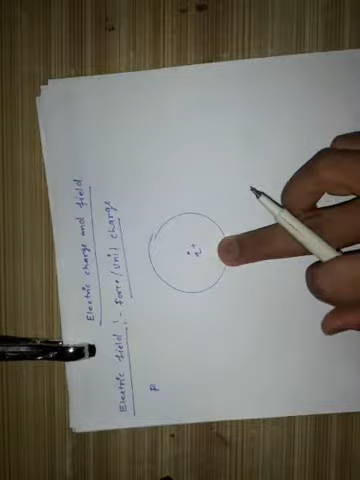 Electric charge and field
Electric field :- Force/unit charge
q+